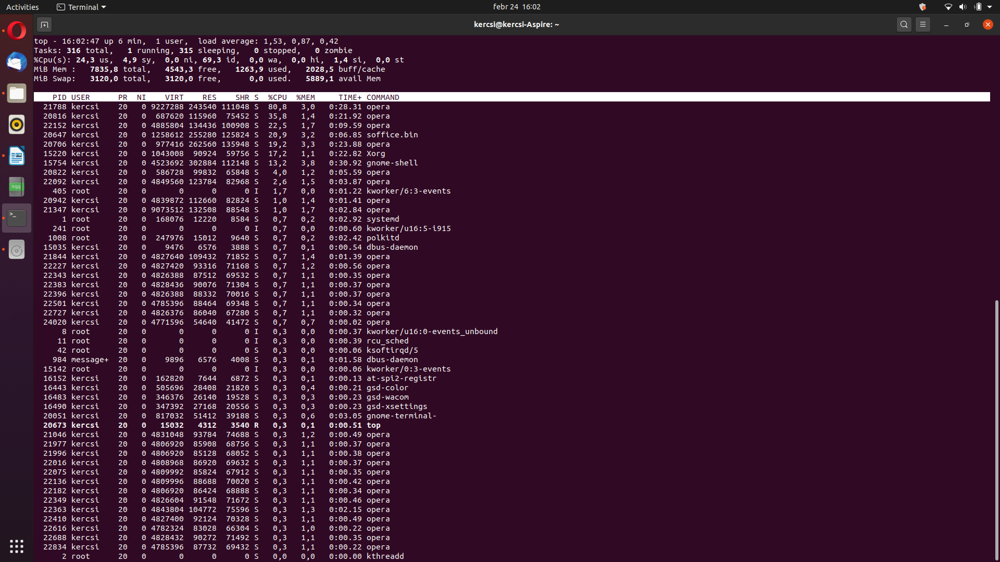 Activities Terminal febr 24 16:02
kercsi@kercsi-Aspire: ~
top - 16:02:47 up 6 min,  1 user,  load average: 1,53, 0,87, 0,42
Tasks: 316 total,   1 running, 315 sleeping,   0 stopped,   0 zombie
%Cpu(s): 24,3 us,  4,9 sy,  0,0 ni, 69,3 id,  0,0 wa,  0,0 hi,  1,4 si,  0,0 st
MiB Mem :   7835,8 total,   4543,3 free,   1263,9 used,   2028,5 buff/cache
MiB Swap:   3120,0 total,   3120,0 free,      0,0 used.   5889,1 avail Mem
PID USER PR NI VIRT RES SHR S %CPU %MEM TIME+ COMMAND
21788 kercsi 20 0 9227288 243540 111048 S 80,8 3,0 0:28.31 opera
20816 kercsi 20 0 687620 115960 75452 S 35,8 1,4 0:21.92 opera
22152 kercsi 20 0 4885804 134436 100908 S 22,5 1,7 0:09.59 opera
20647 kercsi 20 0 1258612 255280 125824 S 20,9 3,2 0:06.85 soffice.bin
20706 kercsi 20 0 977416 262560 135948 S 19,2 3,3 0:23.88 opera
15220 kercsi 20 0 1043008 90924 59756 S 17,2 1,1 0:22.82 Xorg
15754 kercsi 20 0 4523692 302884 112148 S 13,2 3,8 0:30.92 gnome-shell
20822 kercsi 20 0 586728 99832 65848 S 4,0 1,2 0:05.59 opera
22092 kercsi 20 0 4849560 123784 82968 S 2,6 1,5 0:03.87 opera
405 root 20 0 0 0 0 I 1,7 0,0 0:01.22 kworker/6:3-events
20942 kercsi 20 0 4839872 112660 82824 S 1,0 1,4 0:01.41 opera
21347 kercsi 20 0 9073512 132508 88548 S 1,0 1,7 0:02.84 opera
1 root 20 0 168076 12220 8584 S 0,7 0,2 0:02.92 systemd
241 root 20 0 0 0 0 I 0,7 0,0 0:00.60 kworker/u16:5-i915
1008 root 20 0 247976 15012 9640 S 0,7 0,2 0:02.42 polkitd
15035 kercsi 20 0 9476 6576 3888 S 0,7 0,1 0:00.54 dbus-daemon
21844 kercsi 20 0 4827640 109432 71852 S 0,7 1,4 0:01.39 opera
22227 kercsi 20 0 4827420 93316 71168 S 0,7 1,2 0:00.56 opera
22343 kercsi 20 0 4826388 87512 69532 S 0,7 1,1 0:00.35 opera
22383 kercsi 20 0 4828436 90076 71304 S 0,7 1,1 0:00.37 opera
22396 kercsi 20 0 4826388 88332 70016 S 0,7 1,1 0:00.37 opera
22501 kercsi 20 0 4785396 88464 69348 S 0,7 1,1 0:00.34 opera
22727 kercsi 20 0 4826376 86040 67280 S 0,7 1,1 0:00.32 opera
24020 kercsi 20 0 4771596 54640 41472 S 0,7 0,7 0:00.02 opera
8 root 20 0 0 0 0 I 0,3 0,0 0:00.37 kworker/u16:0-events_unbound
11 root 20 0 0 0 0 I 0,3 0,0 0:00.39 rcu_sched
42 root 20 0 0 0 0 S 0,3 0,0 0:00.06 ksoftirqd/5
984 message+ 20 0 9896 6576 4008 S 0,3 0,1 0:01.58 dbus-daemon
15142 root 20 0 0 0 0 I 0,3 0,0 0:00.06 kworker/0:3-events
16152 kercsi 20 0 162820 7644 6872 S 0,3 0,1 0:00.13 at-spi2-registr
16443 kercsi 20 0 505696 28408 21820 S 0,3 0,4 0:00.21 gsd-color
16483 kercsi 20 0 346376 26140 19528 S 0,3 0,3 0:00.23 gsd-wacom
16490 kercsi 20 0 347392 27168 20556 S 0,3 0,3 0:00.23 gsd-xsettings
20051 kercsi 20 0 817032 51412 39188 S 0,3 0,6 0:03.05 gnome-terminal-
20673 kercsi 20 0 15032 4312 3540 R 0,3 0,1 0:00.51 top
21046 kercsi 20 0 4831048 93784 74688 S 0,3 1,2 0:00.49 opera
21977 kercsi 20 0 4806920 85908 68756 S 0,3 1,1 0:00.37 opera
21996 kercsi 20 0 4806920 85128 68052 S 0,3 1,1 0:00.38 opera
22016 kercsi 20 0 4808968 86920 69632 S 0,3 1,1 0:00.37 opera
22075 kercsi 20 0 4809992 85824 67912 S 0,3 1,1 0:00.35 opera
22136 kercsi 20 0 4809996 88688 70020 S 0,3 1,1 0:00.42 opera
22182 kercsi 20 0 4806920 86424 68888 S 0,3 1,1 0:00.34 opera
22349 kercsi 20 0 4826604 91548 71672 S 0,3 1,1 0:00.46 opera
22363 kercsi 20 0 4843804 104772 75596 S 0,3 1,3 0:02.15 opera
22410 kercsi 20 0 4827400 92124 70328 S 0,3 1,1 0:00.49 opera
22616 kercsi 20 0 4782324 83028 66304 S 0,3 1,0 0:00.22 opera
22688 kercsi 20 0 4828432 90272 71492 S 0,3 1,1 0:00.35 opera
22834 kercsi 20 0 4785396 87732 69432 S 0,3 1,1 0:00.22 opera
2 root 20 0 0 0 0 S 0,0 0,0 0:00.00 kthreadd
nqq
>_